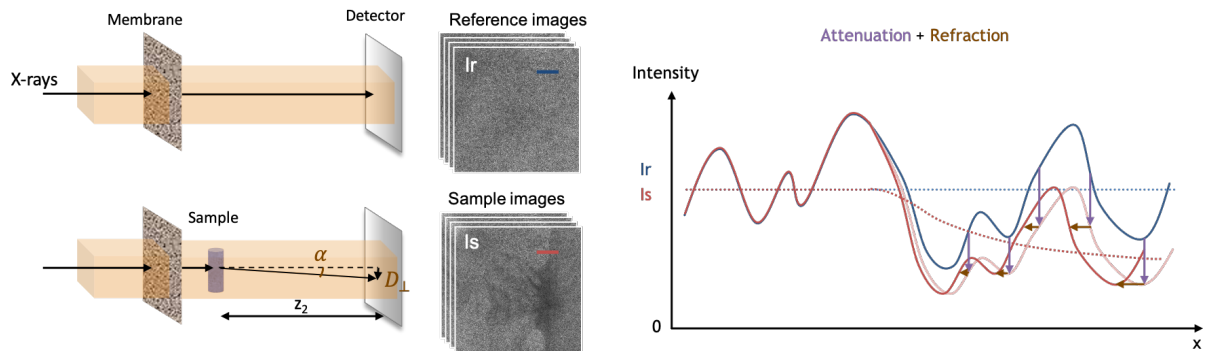 Membrane
Detector
X-rays
Reference images
Ir
Sample
α
D⊥
z2
Sample images
Is
Attenuation + Refraction
Intensity
Ir
Is
0
x